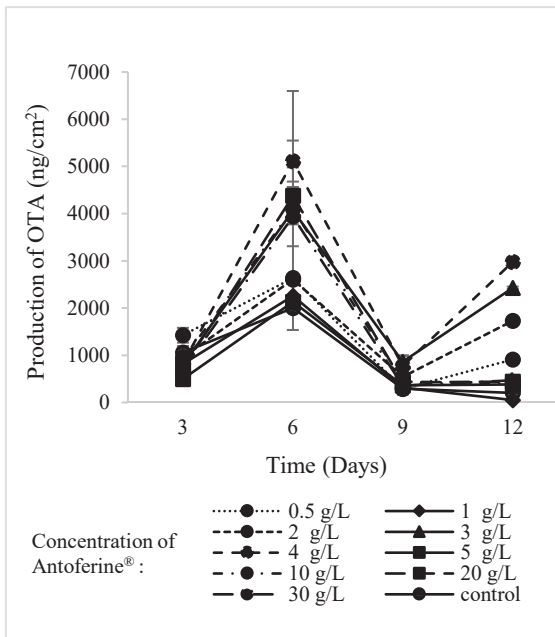 Production of OTA (ng/cm²)
7000
6000
5000
4000
3000
2000
1000
0
3 6 9 12
Time (Days)
Concentration of
Antoferine® :
0.5 g/L 1 g/L
2 g/L 3 g/L
4 g/L 5 g/L
10 g/L 20 g/L
30 g/L control